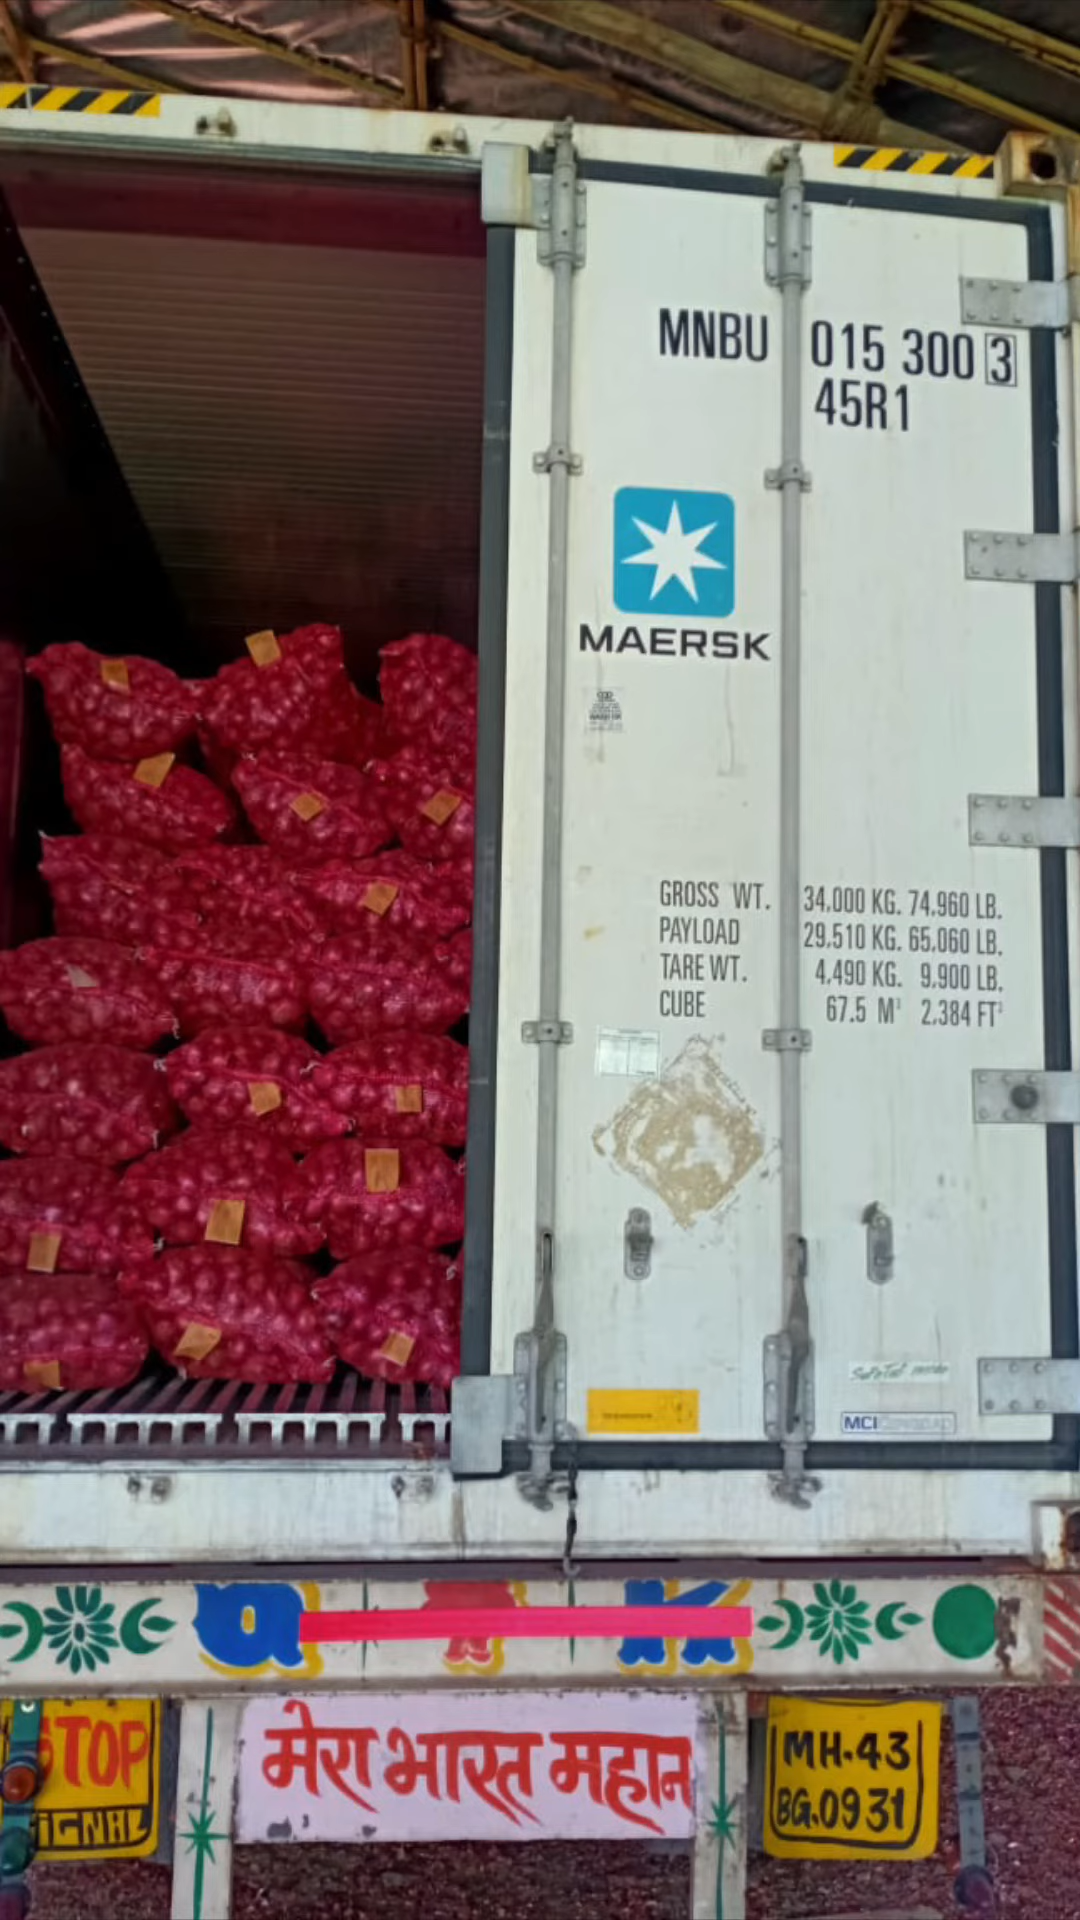 MNBU 015 300 3
45R1
MAERSK
GROSS WT. 34,000 KG. 74,960 LB.
PAYLOAD 29,510 KG. 65,060 LB.
TARE WT. 4,490 KG. 9,900 LB.
CUBE 67.5 M³ 2,384 FT³
MCI
STOP
SIGNAL
मेरा भारत महान
MH-43
BG.0931